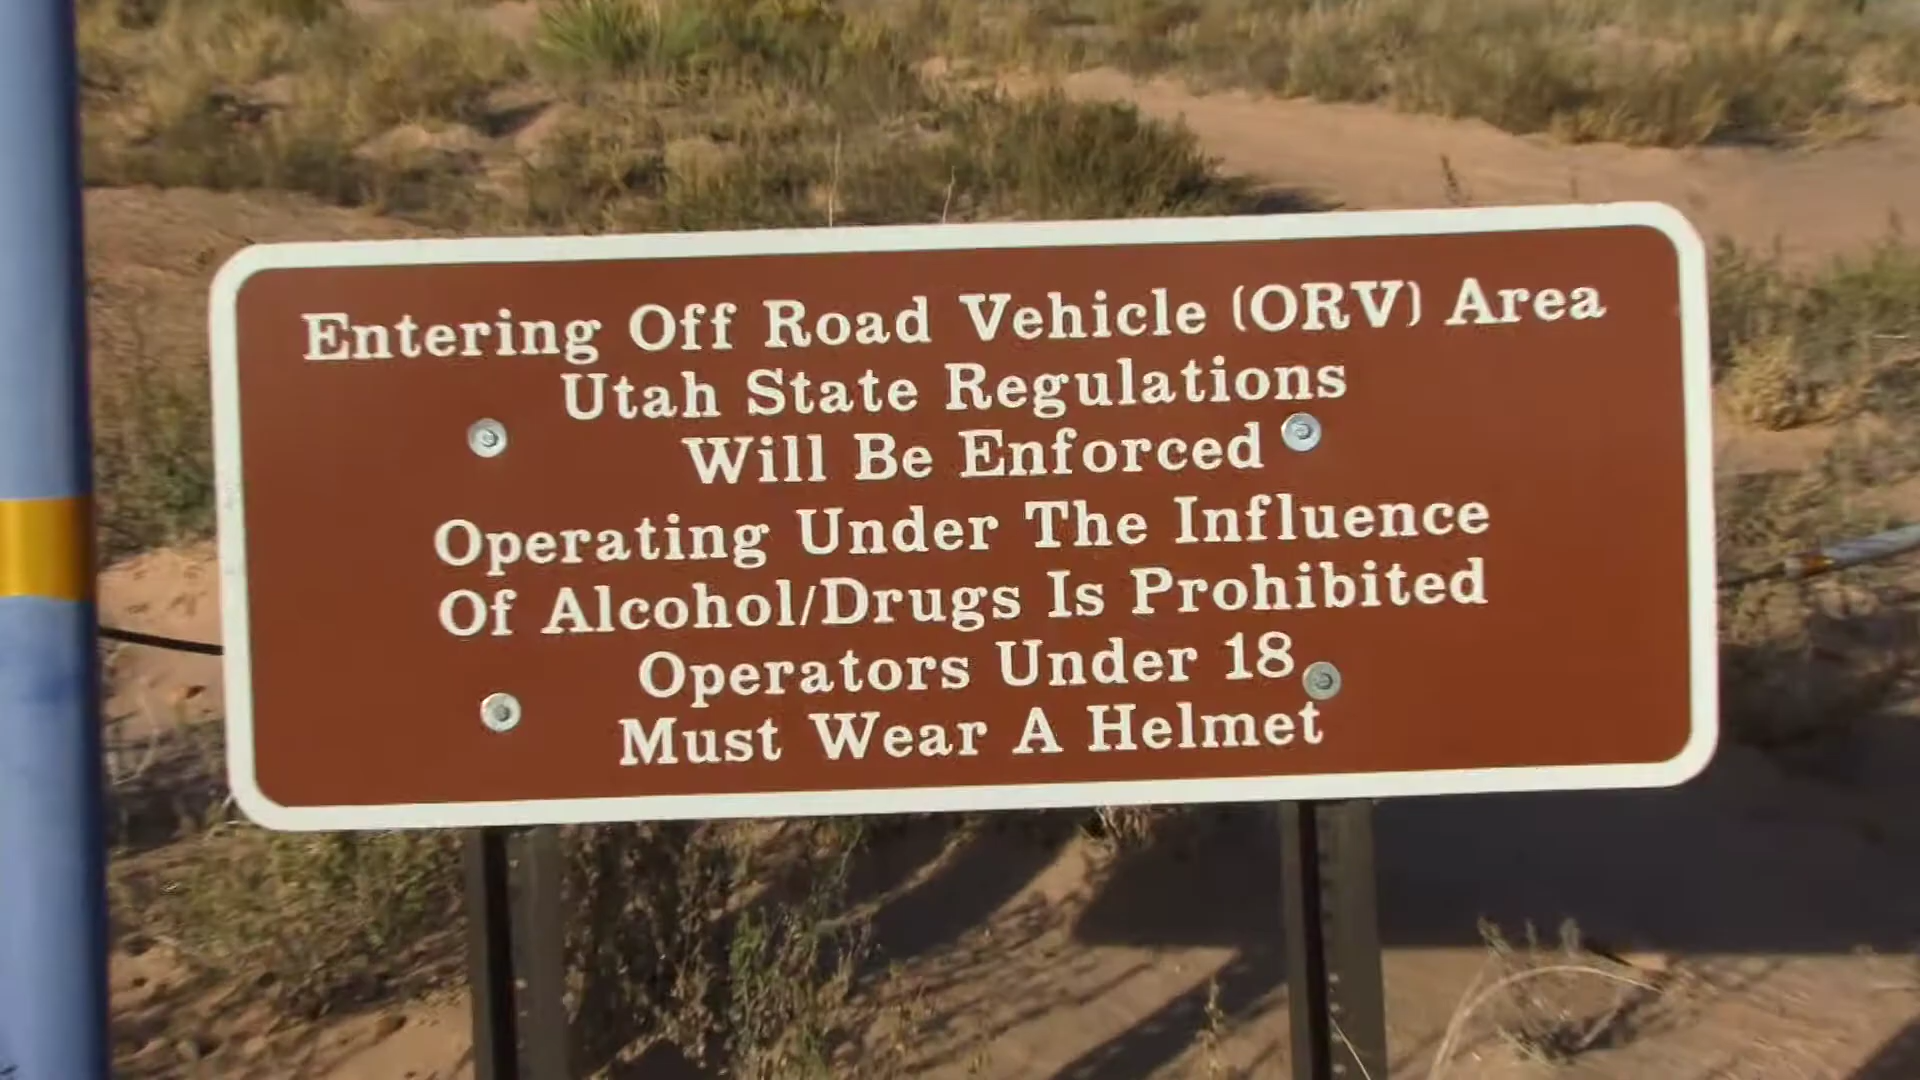 Entering Off Road Vehicle (ORV) Area
Utah State Regulations
Will Be Enforced
Operating Under The Influence
Of Alcohol/Drugs Is Prohibited
Operators Under 18
Must Wear A Helmet